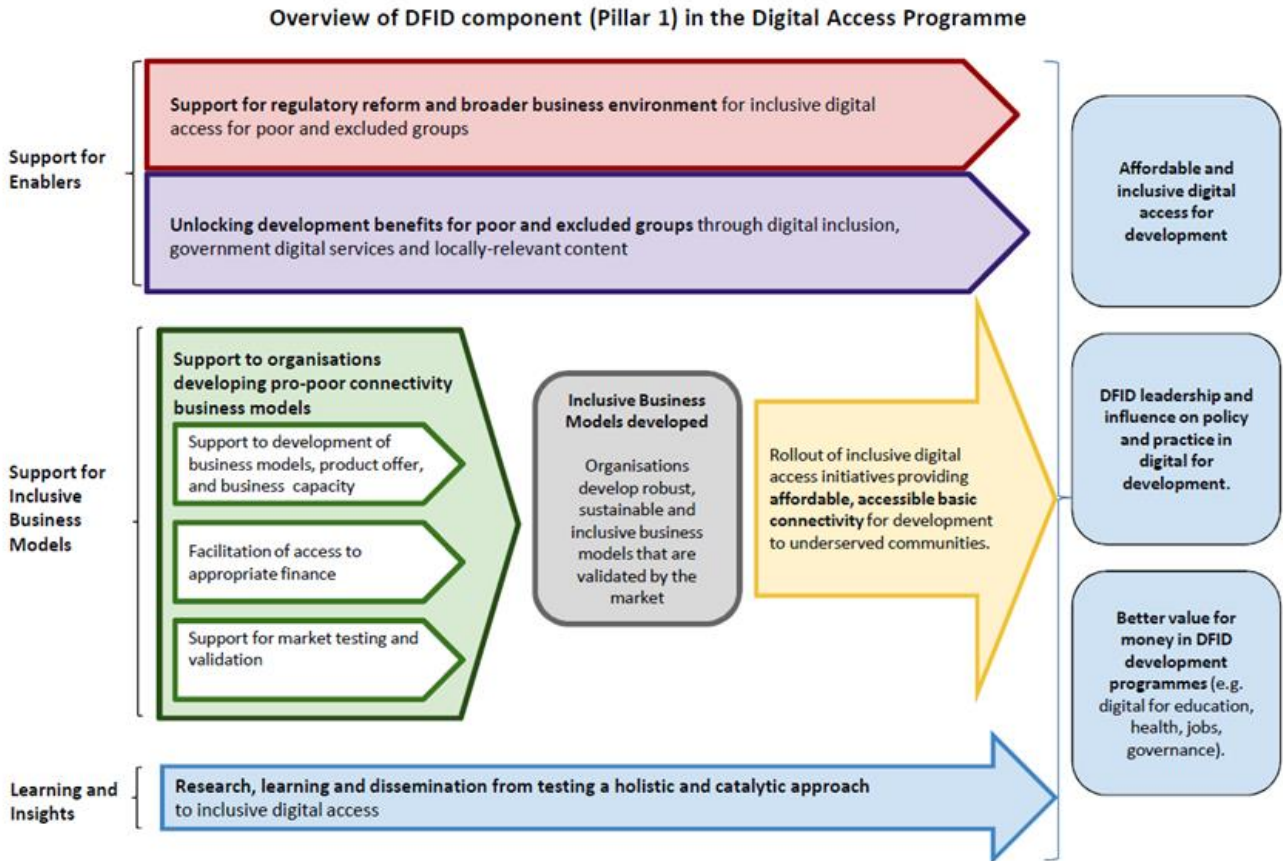 Overview of DFID component (Pillar 1) in the Digital Access Programme
Support for
Enablers
Support for regulatory reform and broader business environment for inclusive digital
access for poor and excluded groups
Unlocking development benefits for poor and excluded groups through digital inclusion,
government digital services and locally-relevant content
Support for
Inclusive
Business
Models
Support to organisations
developing pro-poor connectivity
business models
Support to development of
business models, product offer,
and business capacity
Facilitation of access to
appropriate finance
Support for market testing and
validation
Inclusive Business
Models developed
Organisations
develop robust,
sustainable and
inclusive business
models that are
validated by the
market
Rollout of inclusive digital
access initiatives providing
affordable, accessible basic
connectivity for development
to underserved communities.
Learning and
Insights
Research, learning and dissemination from testing a holistic and catalytic approach
to inclusive digital access
Affordable and
inclusive digital
access for
development
DFID leadership and
influence on policy
and practice in
digital for
development.
Better value for
money in DFID
development
programmes (e.g.
digital for education,
health, jobs,
governance).